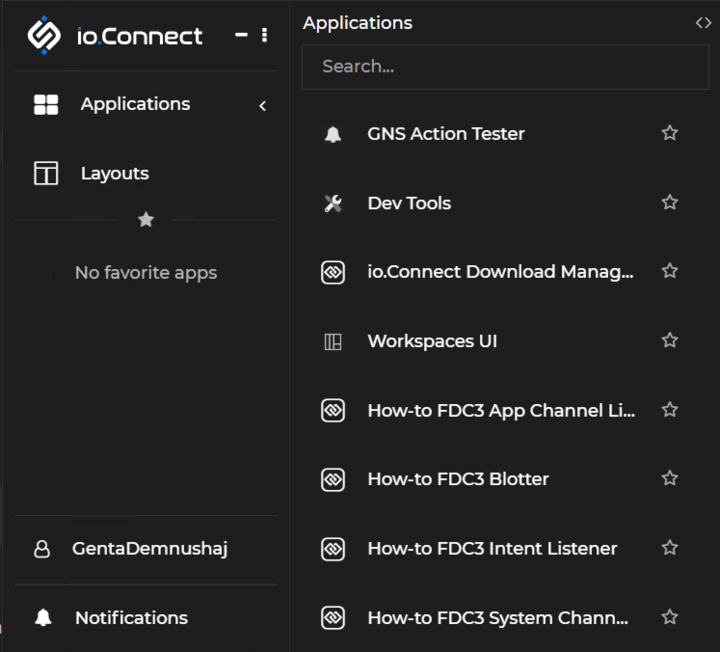 io.Connect
Applications
Layouts
No favorite apps
GentaDemnushaj
Notifications
Applications
Search...
GNS Action Tester
Dev Tools
io.Connect Download Manag...
Workspaces UI
How-to FDC3 App Channel Li...
How-to FDC3 Blotter
How-to FDC3 Intent Listener
How-to FDC3 System Chann...